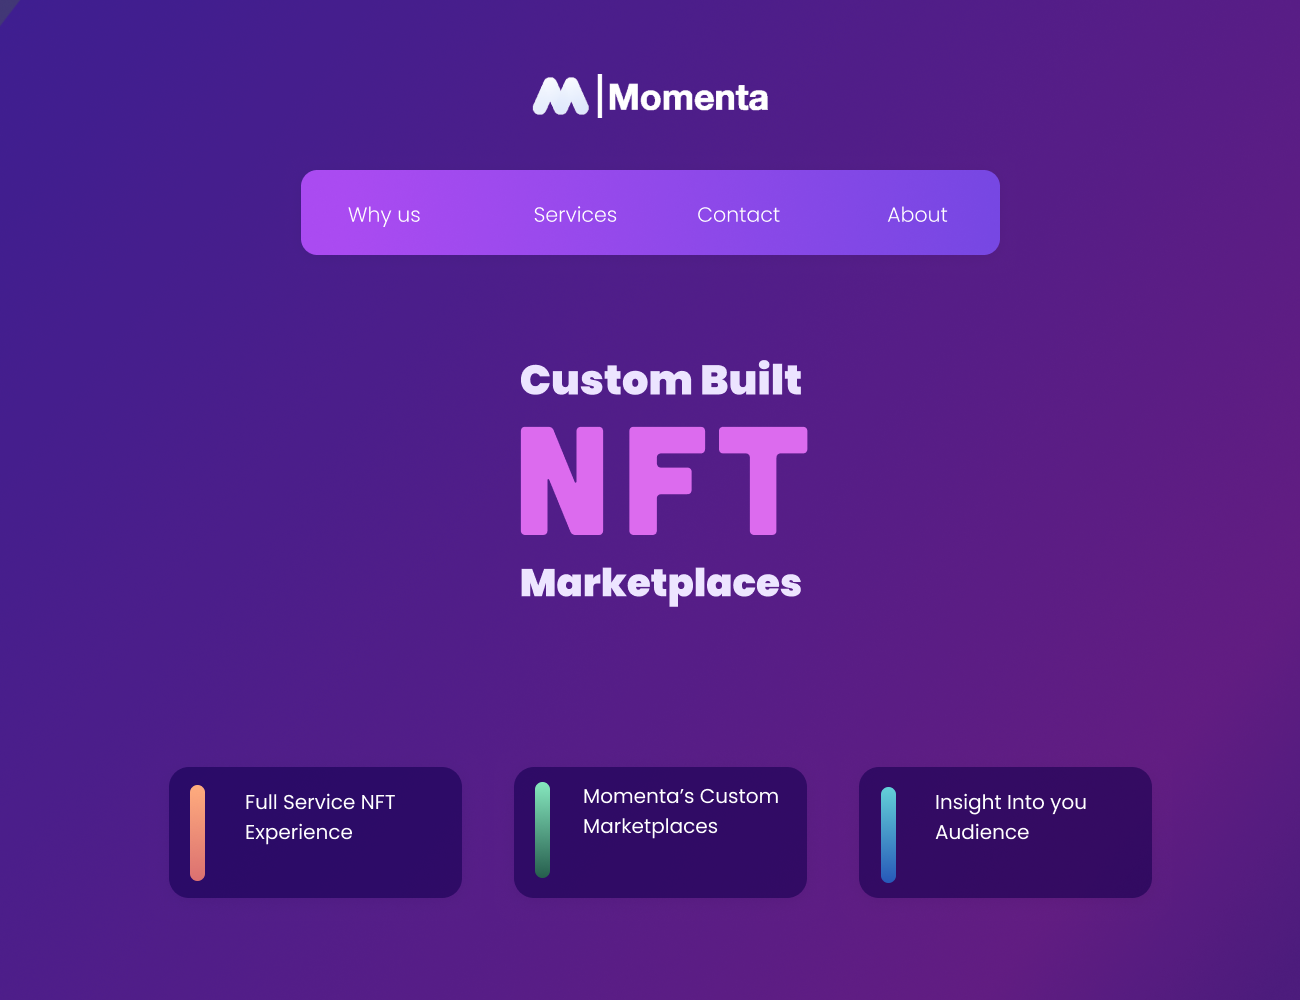 Momenta
Why us Services Contact About
Custom Built
NFT
Marketplaces
Full Service NFT
Experience
Momenta’s Custom
Marketplaces
Insight Into you
Audience